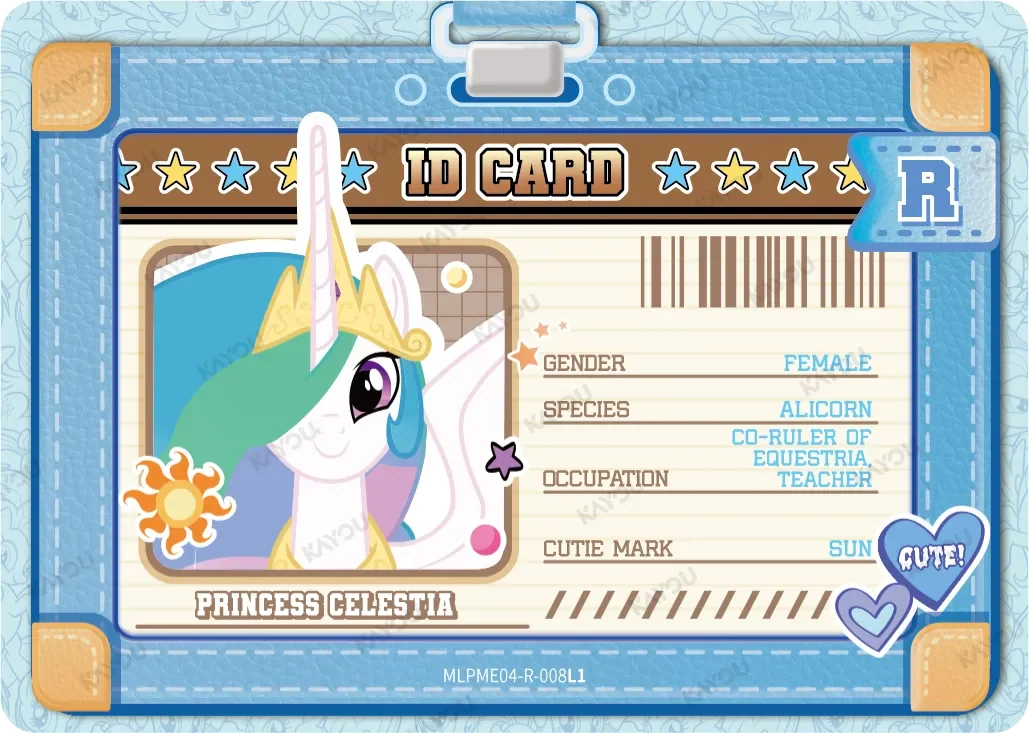 ID CARD
R
GENDER FEMALE
SPECIES ALICORN
CO-RULER OF
EQUESTRIA,
OCCUPATION TEACHER
CUTIE MARK SUN
CUTE!
PRINCESS CELESTIA
MLPME04-R-008L1
KAYOU